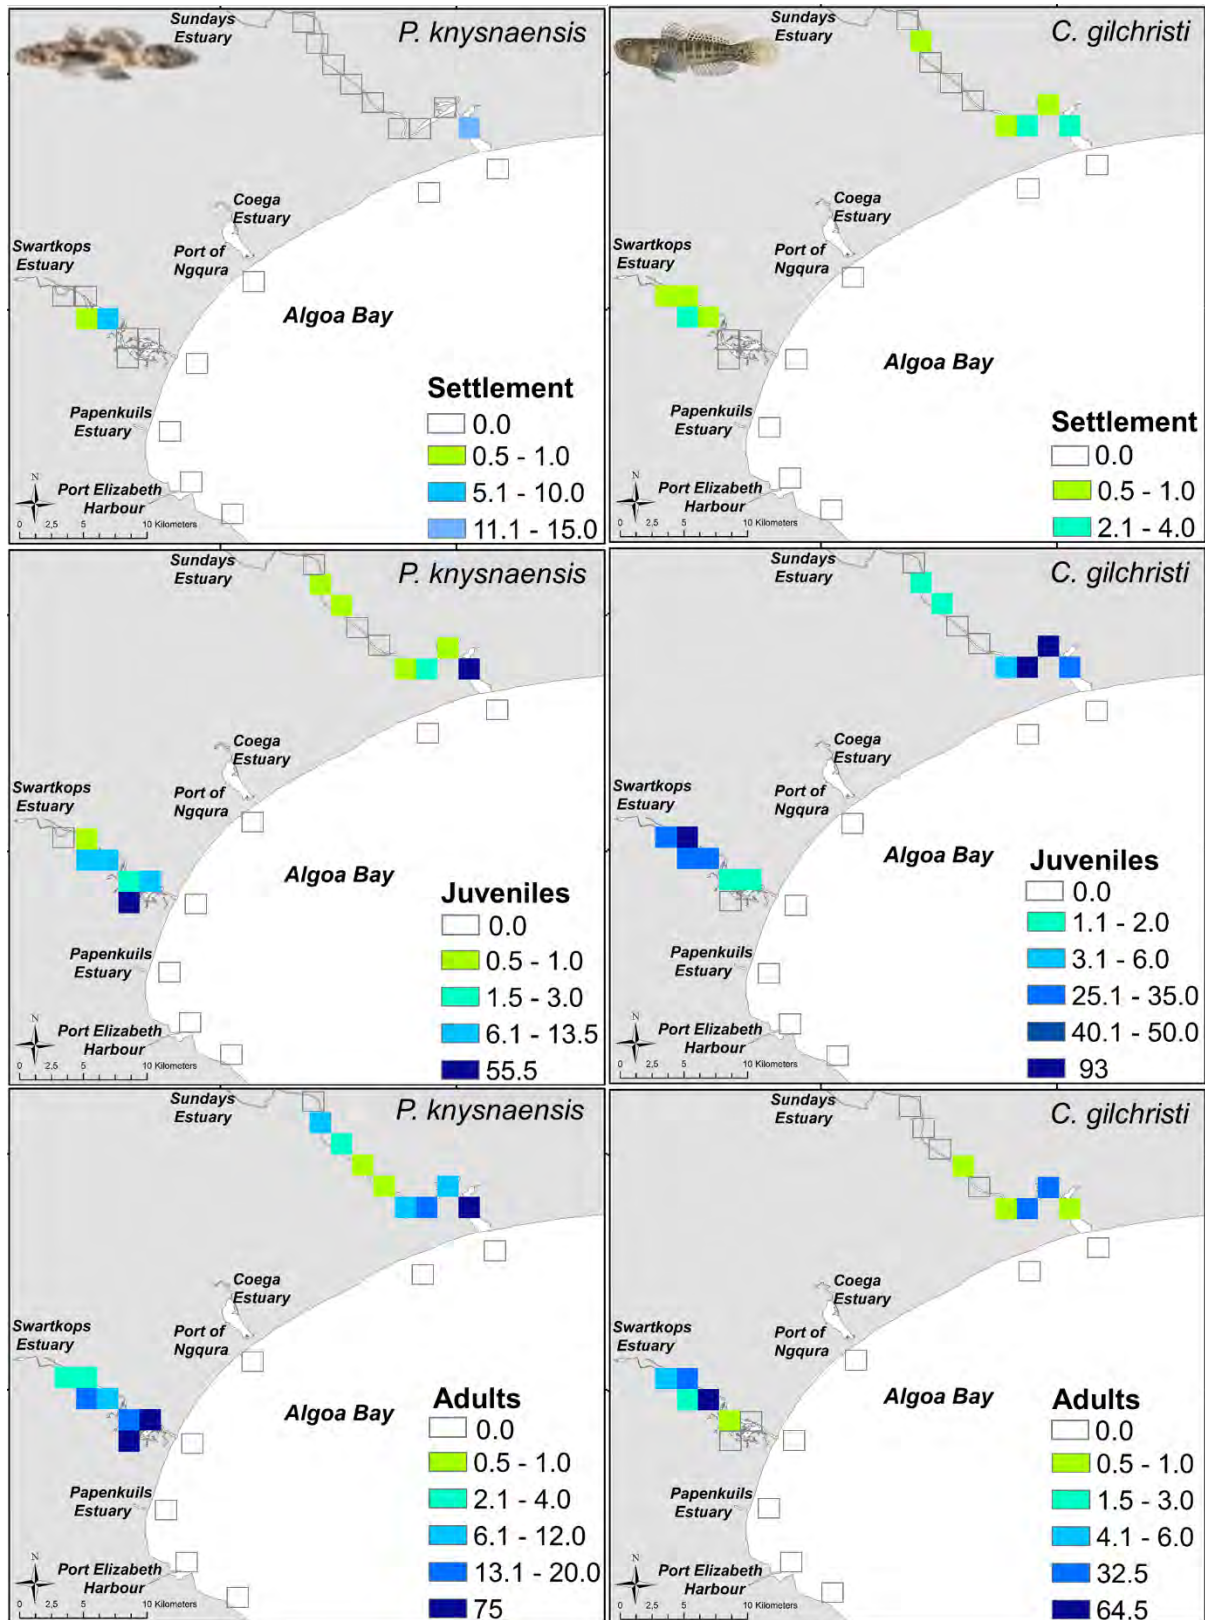 Sundays
Estuary
P. knysnaensis
Coega
Estuary
Swartkops
Estuary
Port of
Ngqura
Algoa Bay
Settlement
0.0
0.5 - 1.0
5.1 - 10.0
11.1 - 15.0
Papenkuils
Estuary
N
Port Elizabeth
Harbour
0 2,5 5 10 Kilometers
Sundays
Estuary
C. gilchristi
Coega
Estuary
Swartkops
Estuary
Port of
Ngqura
Algoa Bay
Settlement
0.0
0.5 - 1.0
2.1 - 4.0
Papenkuils
Estuary
N
Port Elizabeth
Harbour
0 2,5 5 10 Kilometers
Sundays
Estuary
P. knysnaensis
Coega
Estuary
Swartkops
Estuary
Port of
Ngqura
Algoa Bay
Juveniles
0.0
0.5 - 1.0
1.5 - 3.0
6.1 - 13.5
55.5
Papenkuils
Estuary
N
Port Elizabeth
Harbour
0 2,5 5 10 Kilometers
Sundays
Estuary
C. gilchristi
Coega
Estuary
Swartkops
Estuary
Port of
Ngqura
Algoa Bay
Juveniles
0.0
1.1 - 2.0
3.1 - 6.0
25.1 - 35.0
40.1 - 50.0
93
Papenkuils
Estuary
N
Port Elizabeth
Harbour
0 2,5 5 10 Kilometers
Sundays
Estuary
P. knysnaensis
Coega
Estuary
Swartkops
Estuary
Port of
Ngqura
Algoa Bay
Adults
0.0
0.5 - 1.0
2.1 - 4.0
6.1 - 12.0
13.1 - 20.0
75
Papenkuils
Estuary
N
Port Elizabeth
Harbour
0 2,5 5 10 Kilometers
Sundays
Estuary
C. gilchristi
Coega
Estuary
Swartkops
Estuary
Port of
Ngqura
Algoa Bay
Adults
0.0
0.5 - 1.0
1.5 - 3.0
4.1 - 6.0
32.5
64.5
Papenkuils
Estuary
N
Port Elizabeth
Harbour
0 2,5 5 10 Kilometers